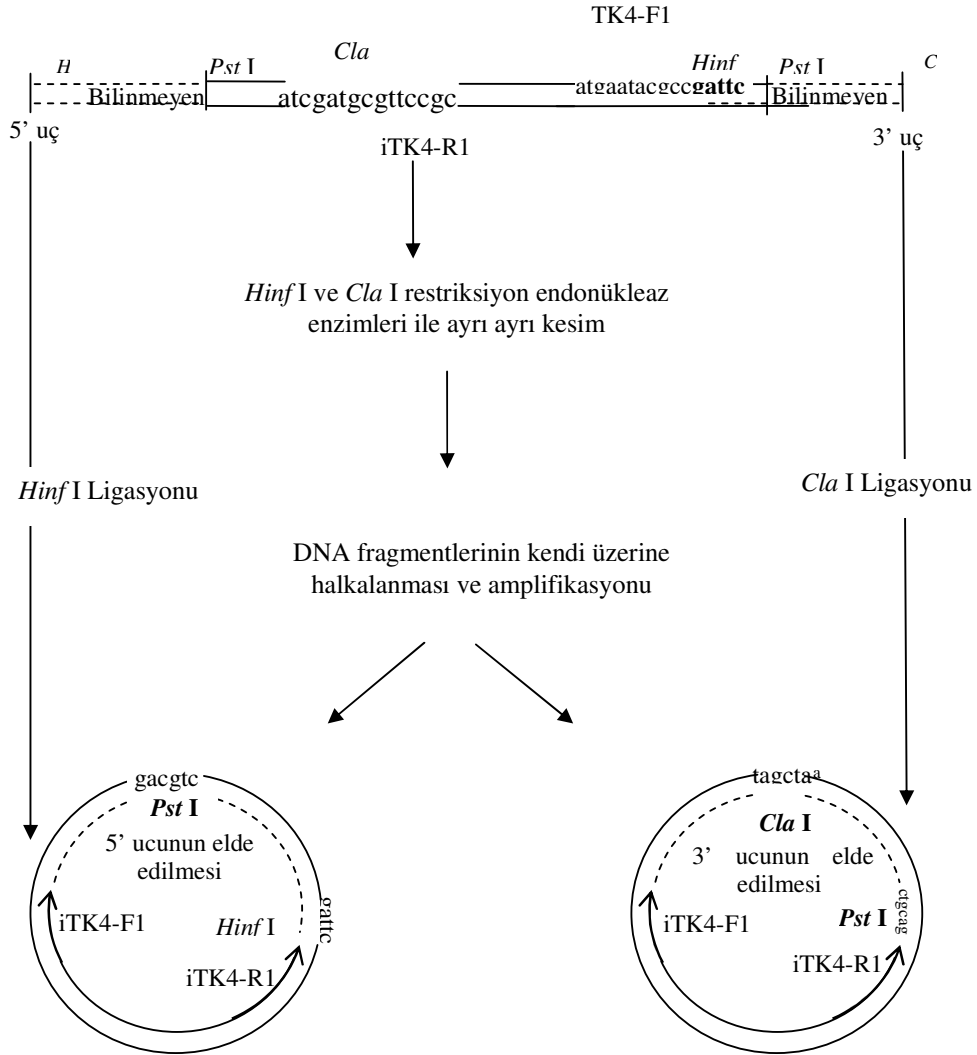 TK4-F1
H Pst I Cla Hinf Pst I C
Bilinmeyen atcgatgcgttccgc atgaatacgccgattc Bilinmeyen
5’ uç 3’ uç
iTK4-R1
Hinf I ve Cla I restriksiyon endonükleaz
enzimleri ile ayrı ayrı kesim
Hinf I Ligasyonu
Cla I Ligasyonu
DNA fragmentlerinin kendi üzerine
halkalanması ve amplifikasyonu
gacgtc
Pst I
5’ ucunun elde
edilmesi
gattc
iTK4-F1
Hinf I
iTK4-R1
tagctaa
Cla I
3’ ucunun elde
edilmesi
ctgcag
Pst I
iTK4-F1
iTK4-R1